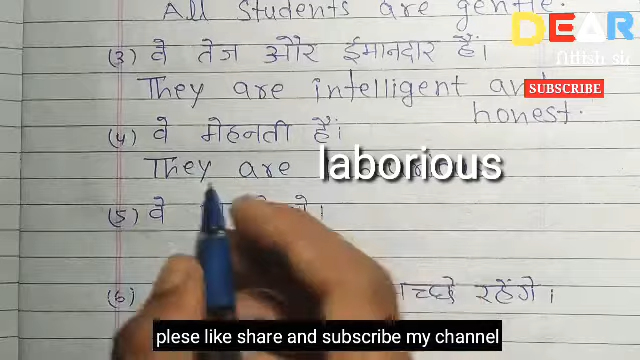 All Students are gentle.
DEAR
Nitish sir
(3) वे तेज और ईमानदार हैं।
They are intelligent and
SUBSCRIBE
honest.
(4) वे मेहनती हैं।
They are laborious
(5) वे
(6) रहेंगे।
plese like share and subscribe my channel